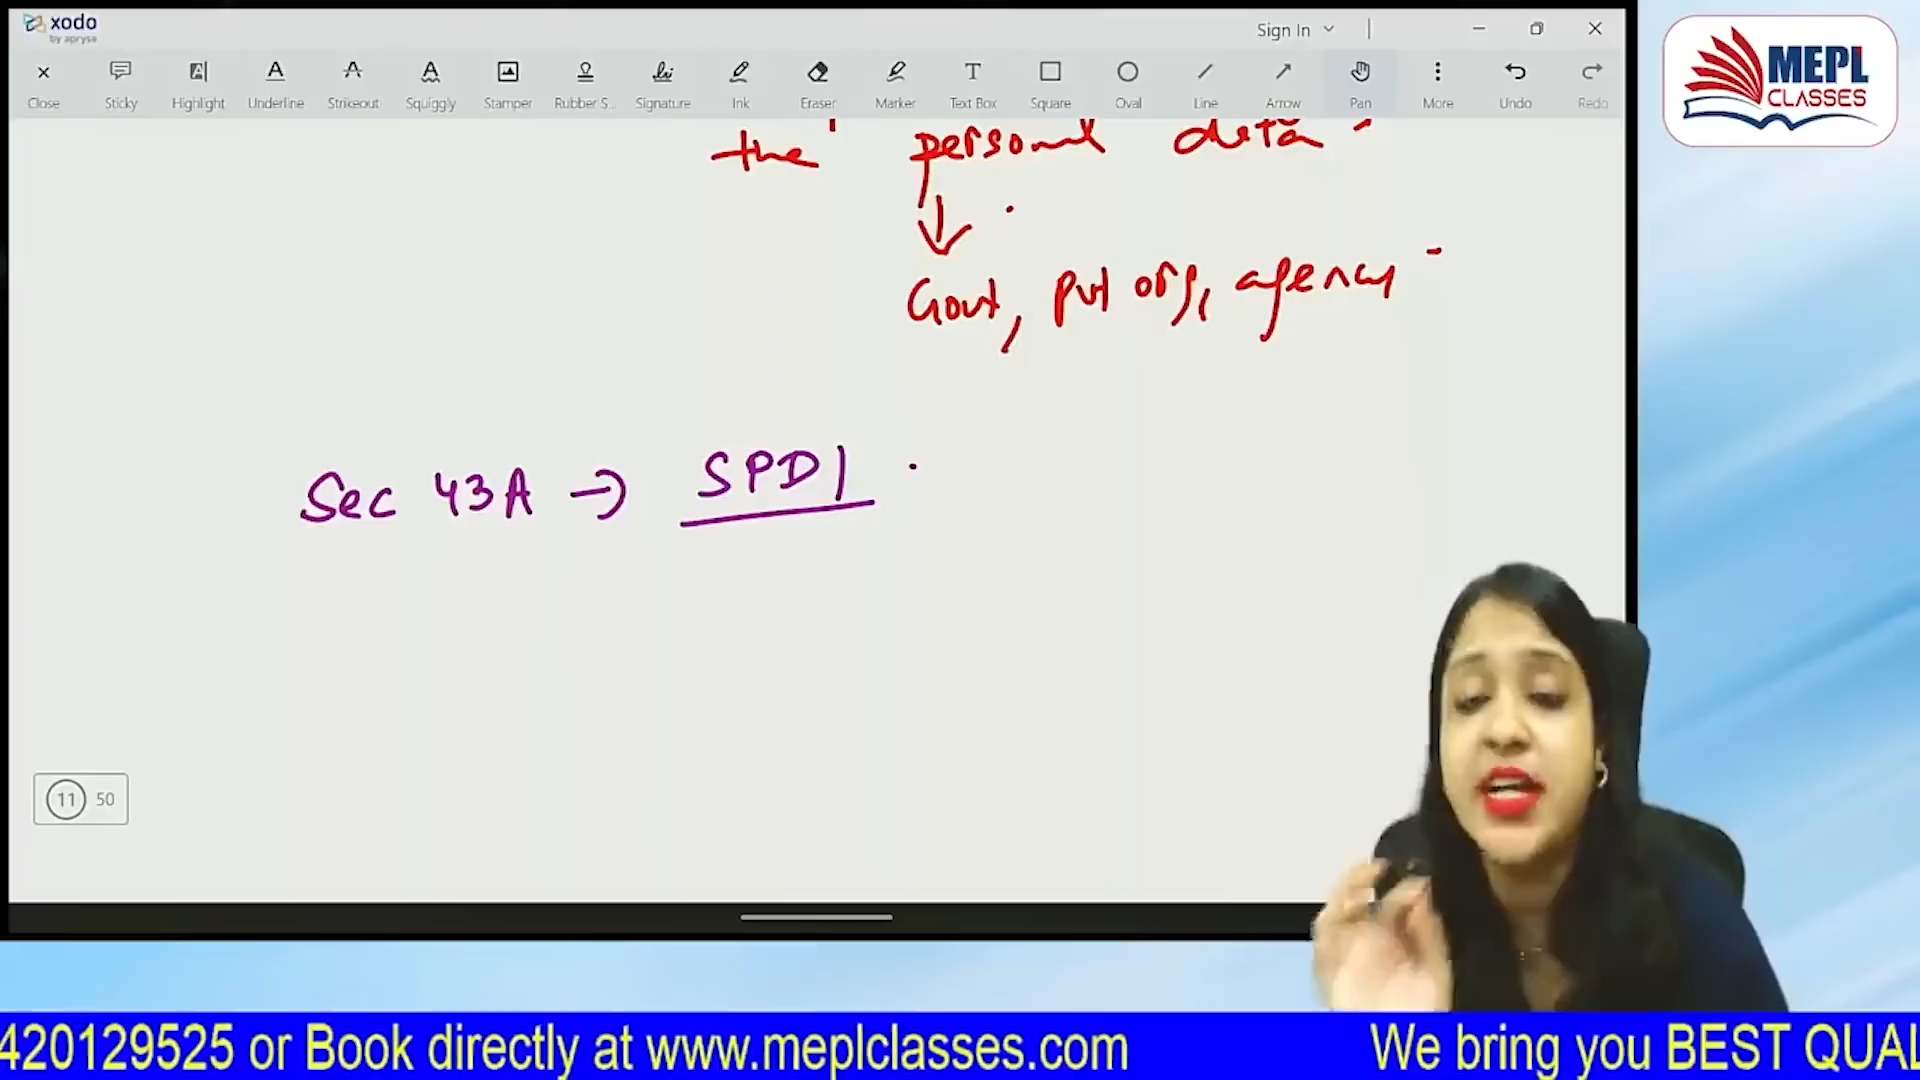 xodo
by apryse
Sign In
Close Sticky Highlight Underline Strikeout Squiggly Stamper Rubber S... Signature Ink Eraser Marker Text Box Square Oval Line Arrow Pan More Undo Redo
MEPL
CLASSES
the personal data
Govt, pvt org, agency
Sec 43A → SPDI
11 50
420129525 or Book directly at www.meplclasses.com We bring you BEST QUAL